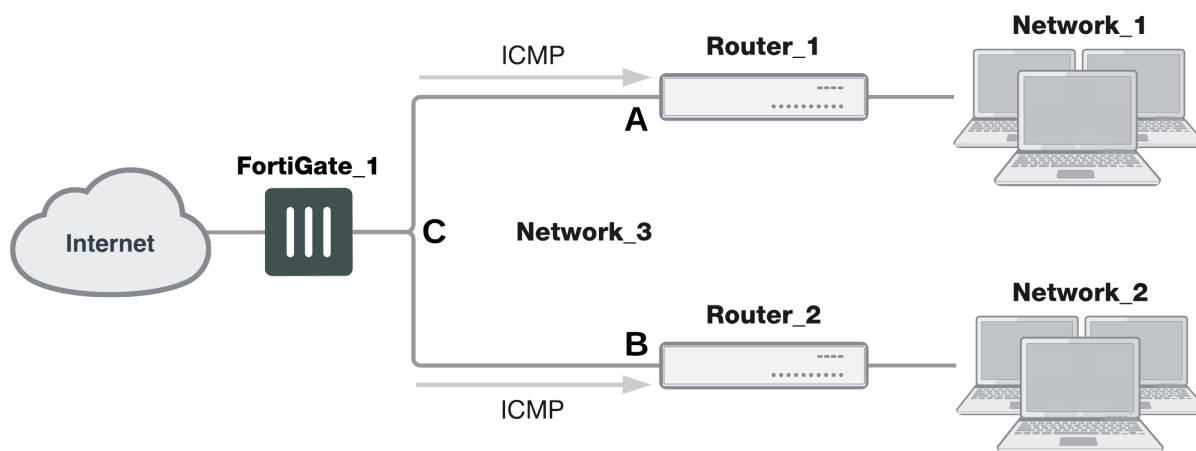 Network_1
Router_1
ICMP
A
FortiGate_1
Internet
C
Network_3
Network_2
Router_2
B
ICMP